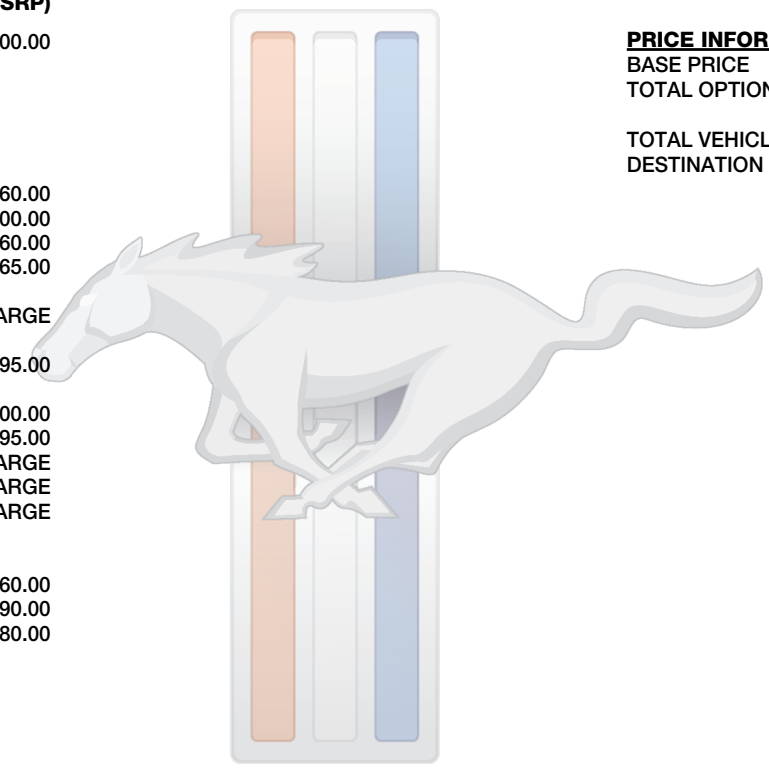 SRP)
00.00
60.00
00.00
60.00
65.00
ARGE
95.00
00.00
95.00
ARGE
ARGE
ARGE
60.00
90.00
80.00
PRICE INFOR
BASE PRICE
TOTAL OPTION
TOTAL VEHICL
DESTINATION